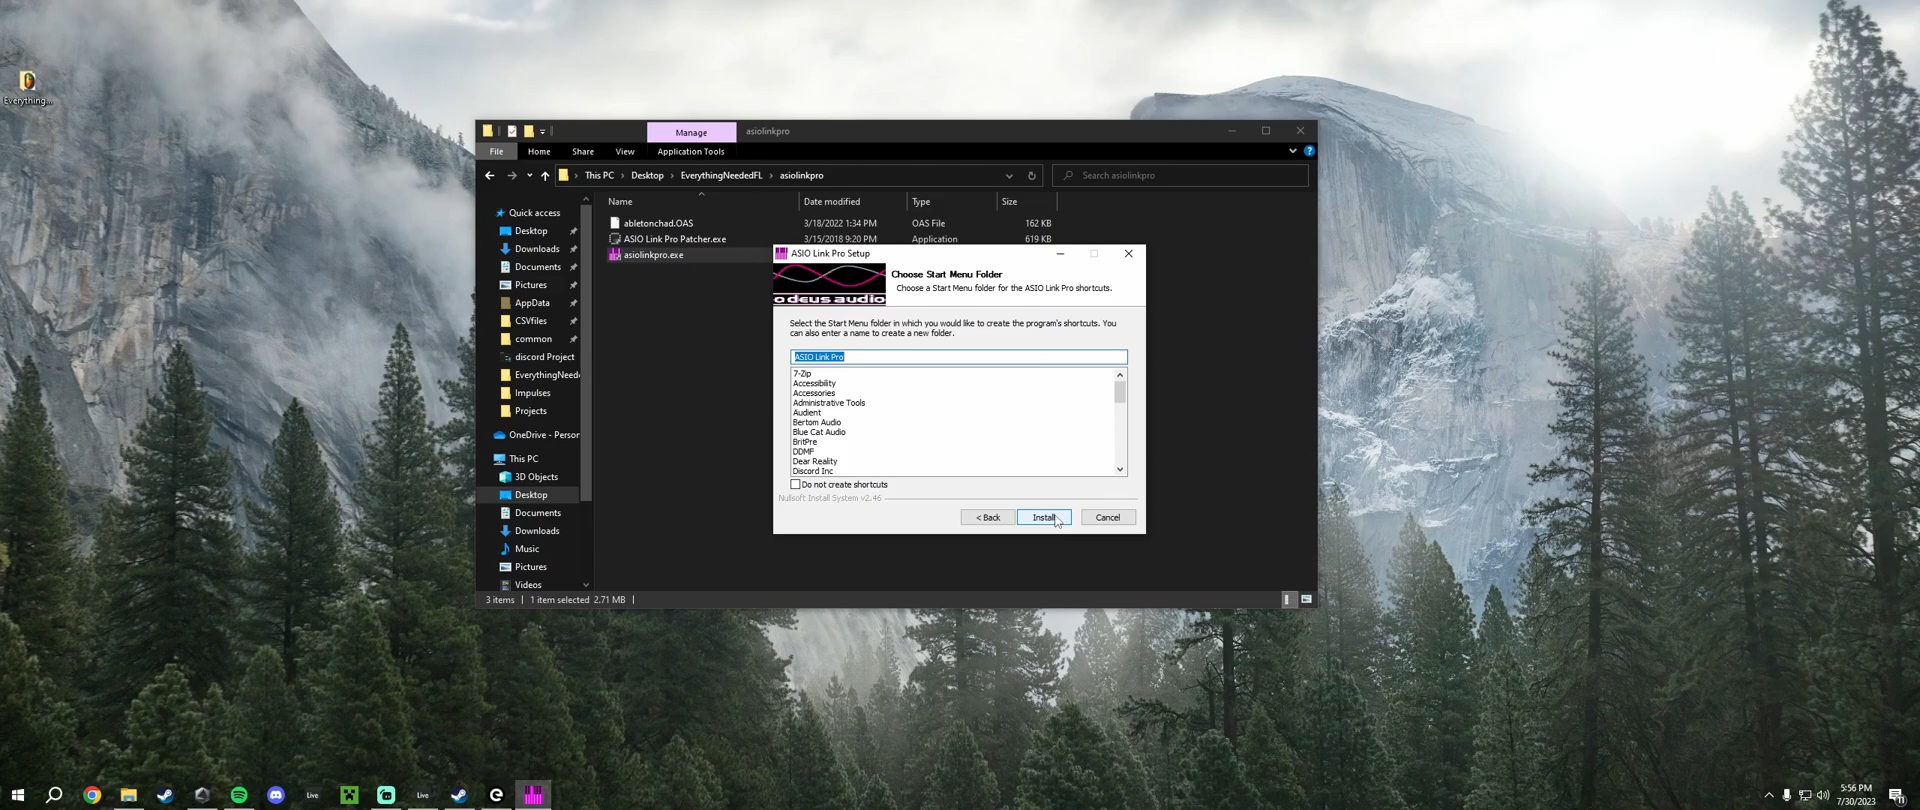 Everything...
Manage
asiolinkpro
File
Home
Share
View
Application Tools
This PC > Desktop > EverythingNeededFL > asiolinkpro
Search asiolinkpro
Name
Date modified
Type
Size
Quick access
Desktop
Downloads
Documents
Pictures
AppData
CSVfiles
common
discord Project
EverythingNeede
Impulses
Projects
OneDrive - Person
This PC
3D Objects
Desktop
Documents
Downloads
Music
Pictures
Videos
abletonchad.OAS 3/18/2022 1:34 PM OAS File 162 KB
ASIO Link Pro Patcher.exe 3/15/2018 9:20 PM Application 619 KB
asiolinkpro.exe
3 items 1 item selected 2.71 MB
ASIO Link Pro Setup
o deus audio
Choose Start Menu Folder
Choose a Start Menu folder for the ASIO Link Pro shortcuts.
Select the Start Menu folder in which you would like to create the program's shortcuts. You
can also enter a name to create a new folder.
ASIO Link Pro
7-Zip
Accessibility
Accessories
Administrative Tools
Audient
Bertom Audio
Blue Cat Audio
BritPre
DDMF
Dear Reality
Discord Inc
Do not create shortcuts
Nullsoft Install System v2.46
< Back
Install
Cancel
Live
Live
5:56 PM
7/30/2023